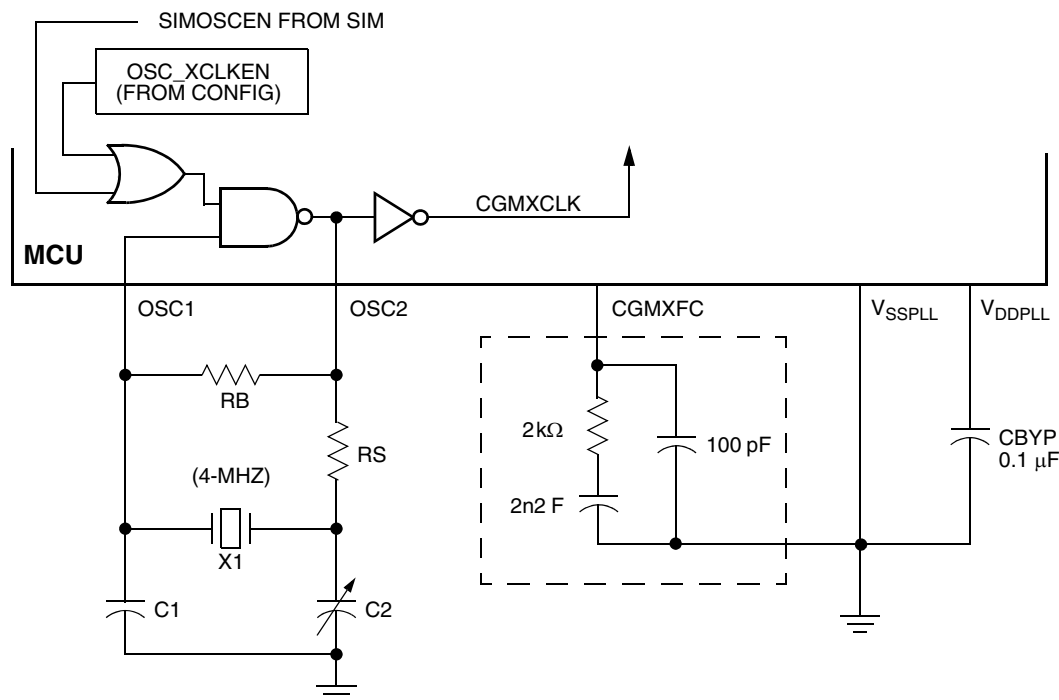 SIMOSCEN FROM SIM
OSC_XCLKEN
(FROM CONFIG)
CGMXCLK
MCU
OSC1
OSC2
CGMXFC
VSSPLL
VDDPLL
RB
RS
2kΩ
100 pF
CBYP
0.1 μF
(4-MHZ)
2n2 F
X1
C1
C2